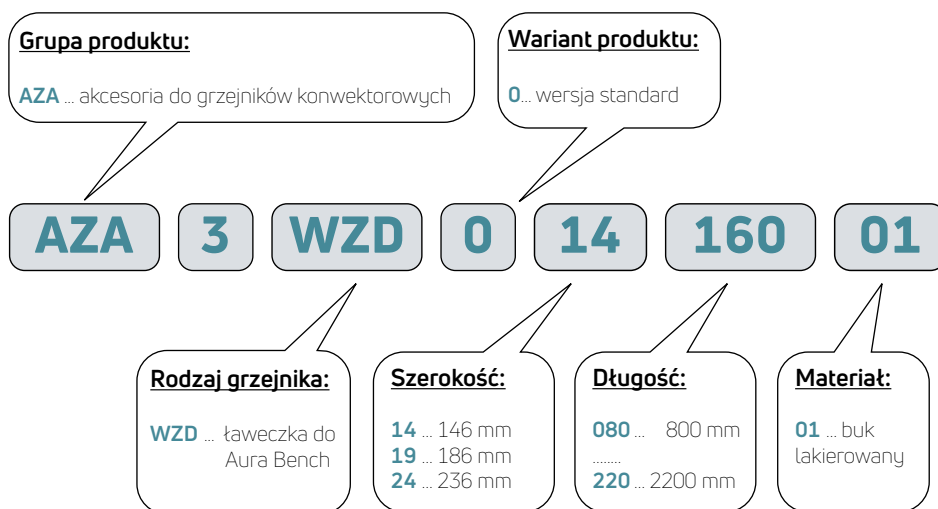 Grupa produktu:
AZA ... akcesoria do grzejników konwektorowych
Wariant produktu:
0... wersja standard
AZA 3 WZD 0 14 160 01
Rodzaj grzejnika:
WZD ... ławeczka do
Aura Bench
Szerokość:
14 ... 146 mm
19 ... 186 mm
24 ... 236 mm
Długość:
080 ... 800 mm
........
220 ... 2200 mm
Materiał:
01 ... buk
lakierowany